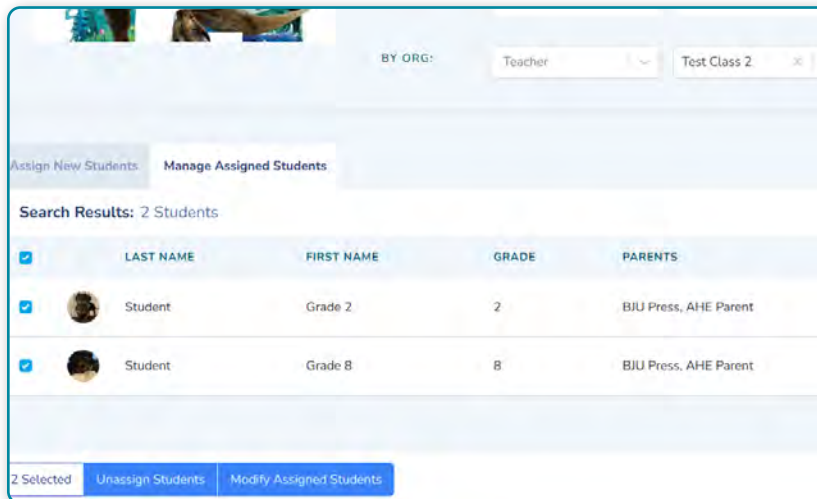 BY ORG: Teacher Test Class 2
Assign New Students Manage Assigned Students
Search Results: 2 Students
LAST NAME FIRST NAME GRADE PARENTS
Student Grade 2 2 BJU Press, AHE Parent
Student Grade 8 8 BJU Press, AHE Parent
2 Selected Unassign Students Modify Assigned Students